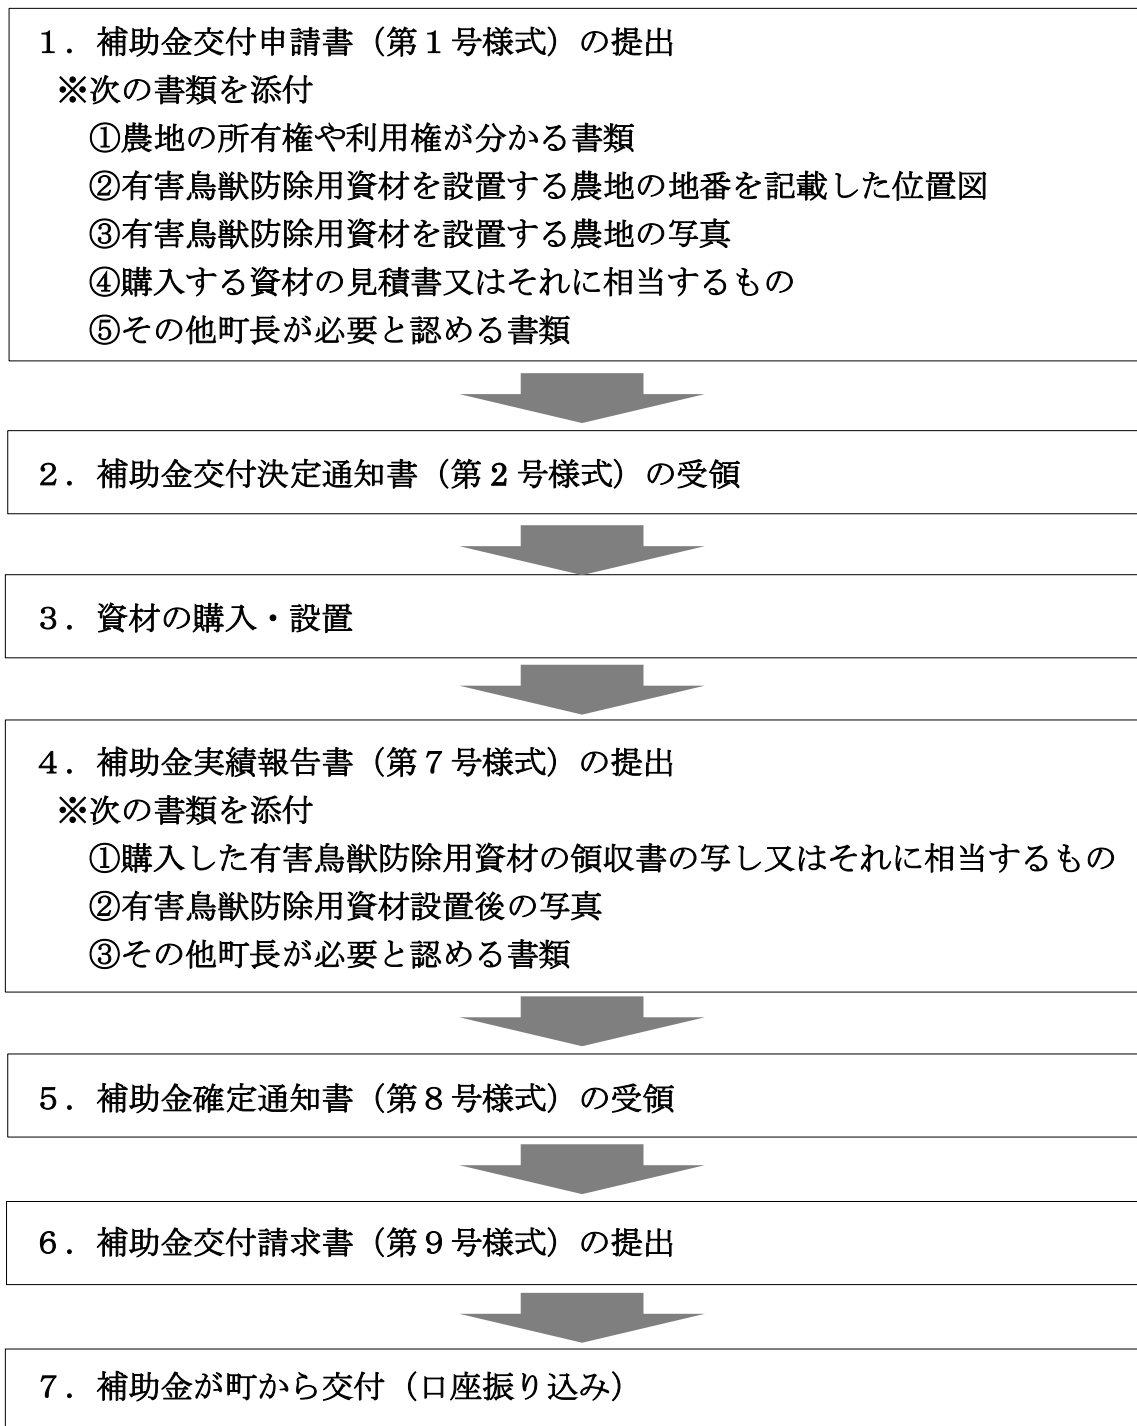 １．補助金交付申請書（第１号様式）の提出
※次の書類を添付
①農地の所有権や利用権が分かる書類
②有害鳥獣防除用資材を設置する農地の地番を記載した位置図
③有害鳥獣防除用資材を設置する農地の写真
④購入する資材の見積書又はそれに相当するもの
⑤その他町長が必要と認める書類
２．補助金交付決定通知書（第２号様式）の受領
３．資材の購入・設置
４．補助金実績報告書（第７号様式）の提出
※次の書類を添付
①購入した有害鳥獣防除用資材の領収書の写し又はそれに相当するもの
②有害鳥獣防除用資材設置後の写真
③その他町長が必要と認める書類
５．補助金確定通知書（第８号様式）の受領
６．補助金交付請求書（第９号様式）の提出
７．補助金が町から交付（口座振り込み）